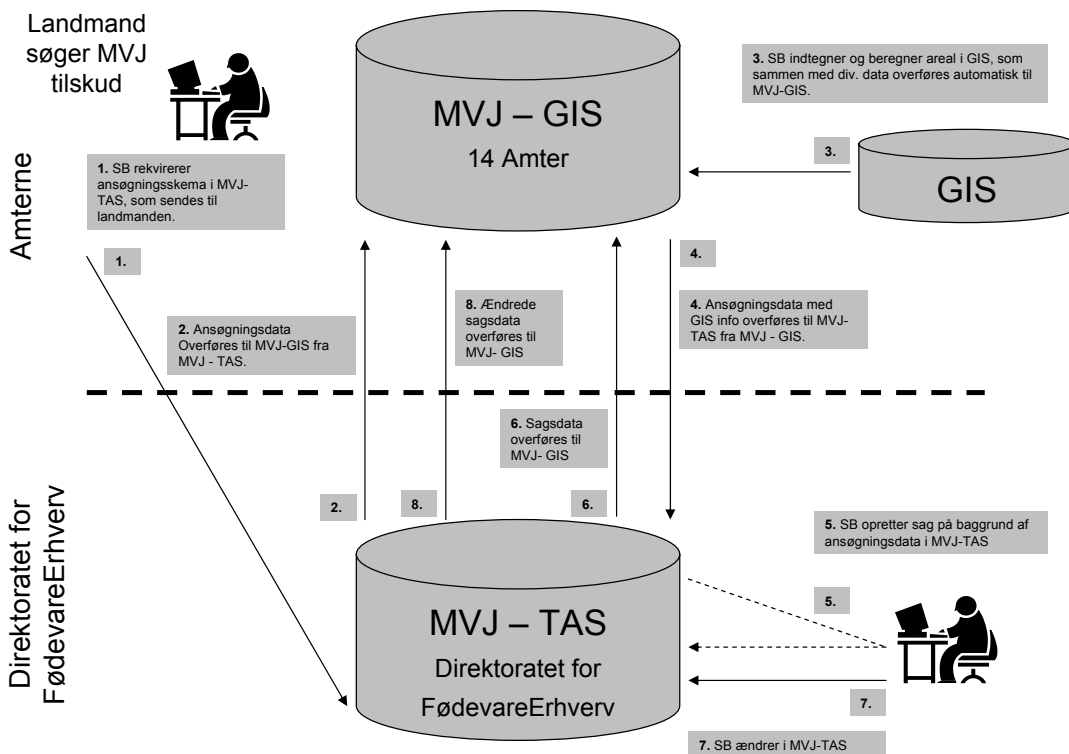 Landmand
søger MVJ
tilskud
MVJ – GIS
14 Amter
3. SB indtegner og beregner areal i GIS, som
sammen med div. data overføres automatisk til
MVJ-GIS.
3.
GIS
Amterne
1. SB rekvirerer
ansøgningsskema i MVJ-
TAS, som sendes til
landmanden.
1.
4.
2. Ansøgningsdata
Overføres til MVJ-GIS fra
MVJ - TAS.
8. Ændrede
sagsdata
overføres til
MVJ- GIS
4. Ansøgningsdata med
GIS info overføres til MVJ-
TAS fra MVJ - GIS.
6. Sagsdata
overføres til
MVJ- GIS
2.
8.
6.
Direktoratet for
FødevareErhverv
5. SB opretter sag på baggrund af
ansøgningsdata i MVJ-TAS
5.
MVJ – TAS
Direktoratet for
FødevareErhverv
7.
7. SB ændrer i MVJ-TAS